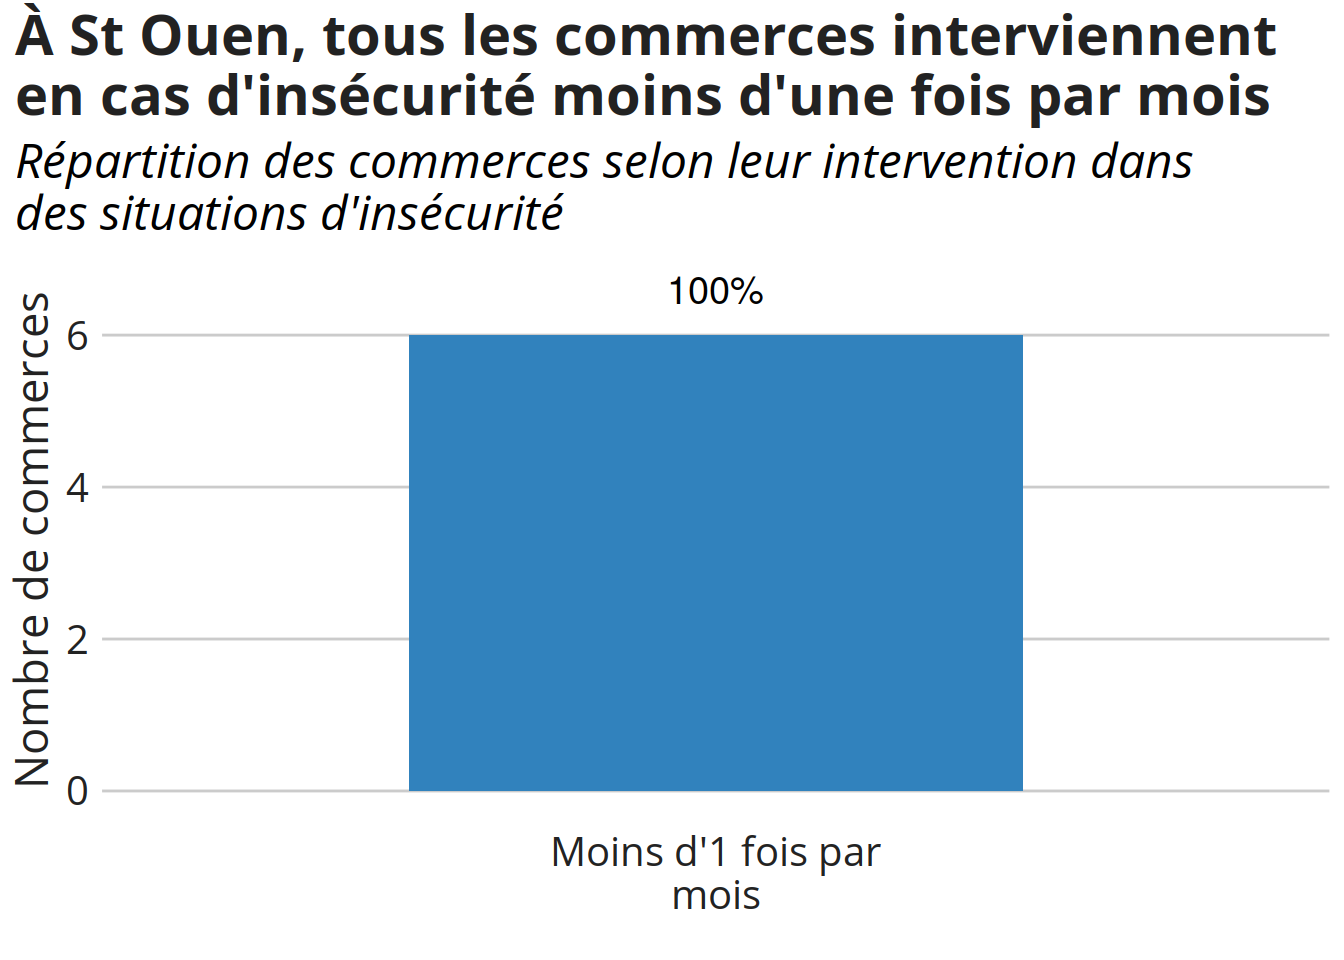 À St Ouen, tous les commerces interviennent
en cas d'insécurité moins d'une fois par mois
Répartition des commerces selon leur intervention dans
des situations d'insécurité
100%
Nombre de commerces
6
4
2
0
Moins d'1 fois par
mois